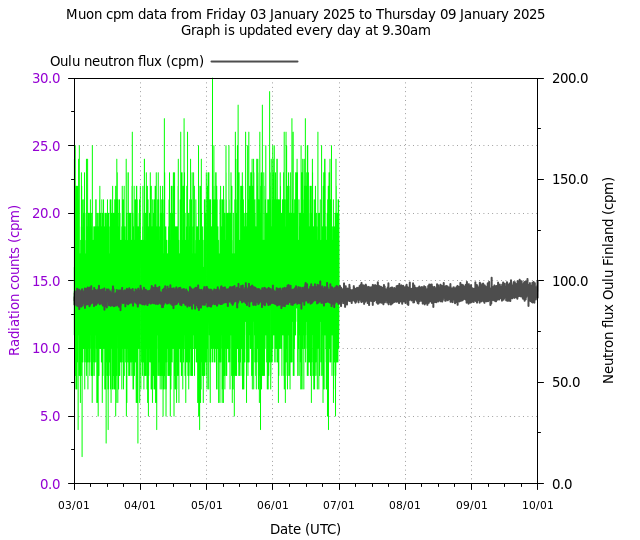 Muon cpm data from Friday 03 January 2025 to Thursday 09 January 2025
Graph is updated every day at 9.30am
Oulu neutron flux (cpm)
30.0
25.0
20.0
15.0
10.0
5.0
0.0
Radiation counts (cpm)
200.0
150.0
100.0
50.0
0.0
Neutron flux Oulu Finland (cpm)
03/01 04/01 05/01 06/01 07/01 08/01 09/01 10/01
Date (UTC)